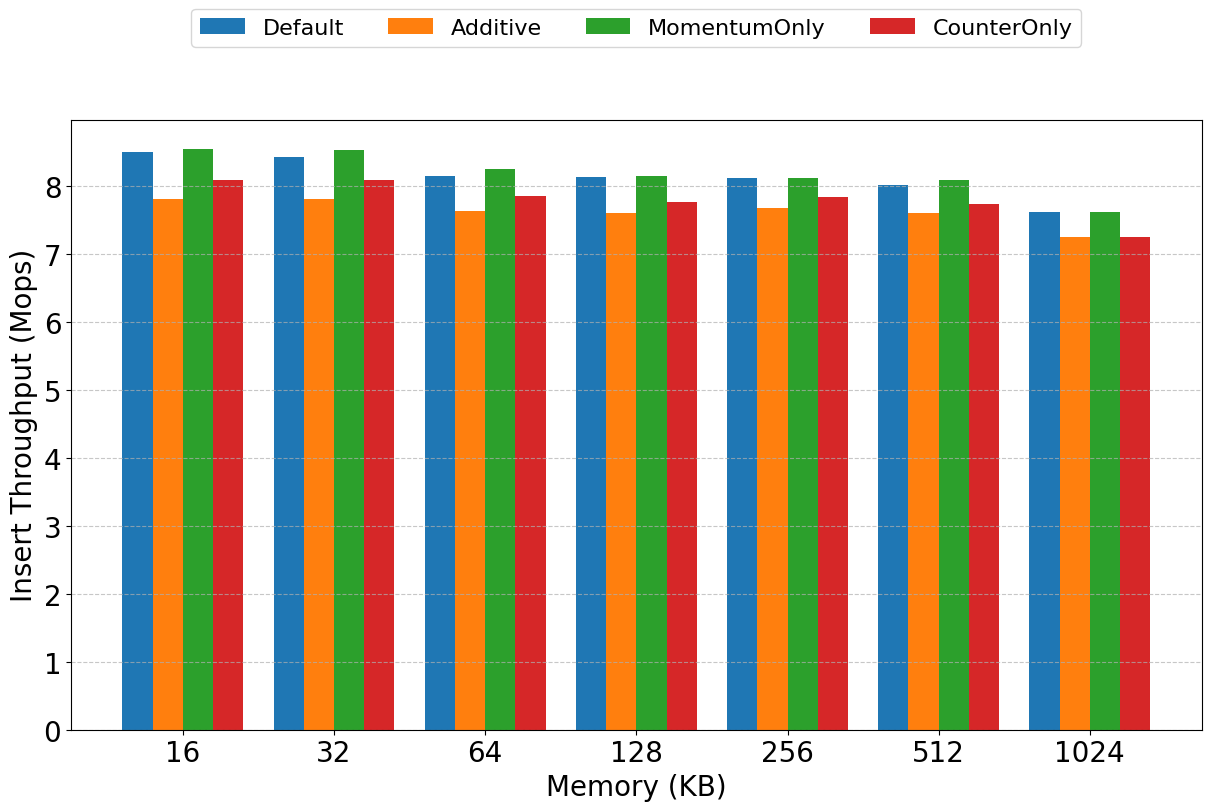 Default Additive MomentumOnly CounterOnly
8
7
6
5
4
3
2
1
0
Insert Throughput (Mops)
16 32 64 128 256 512 1024
Memory (KB)